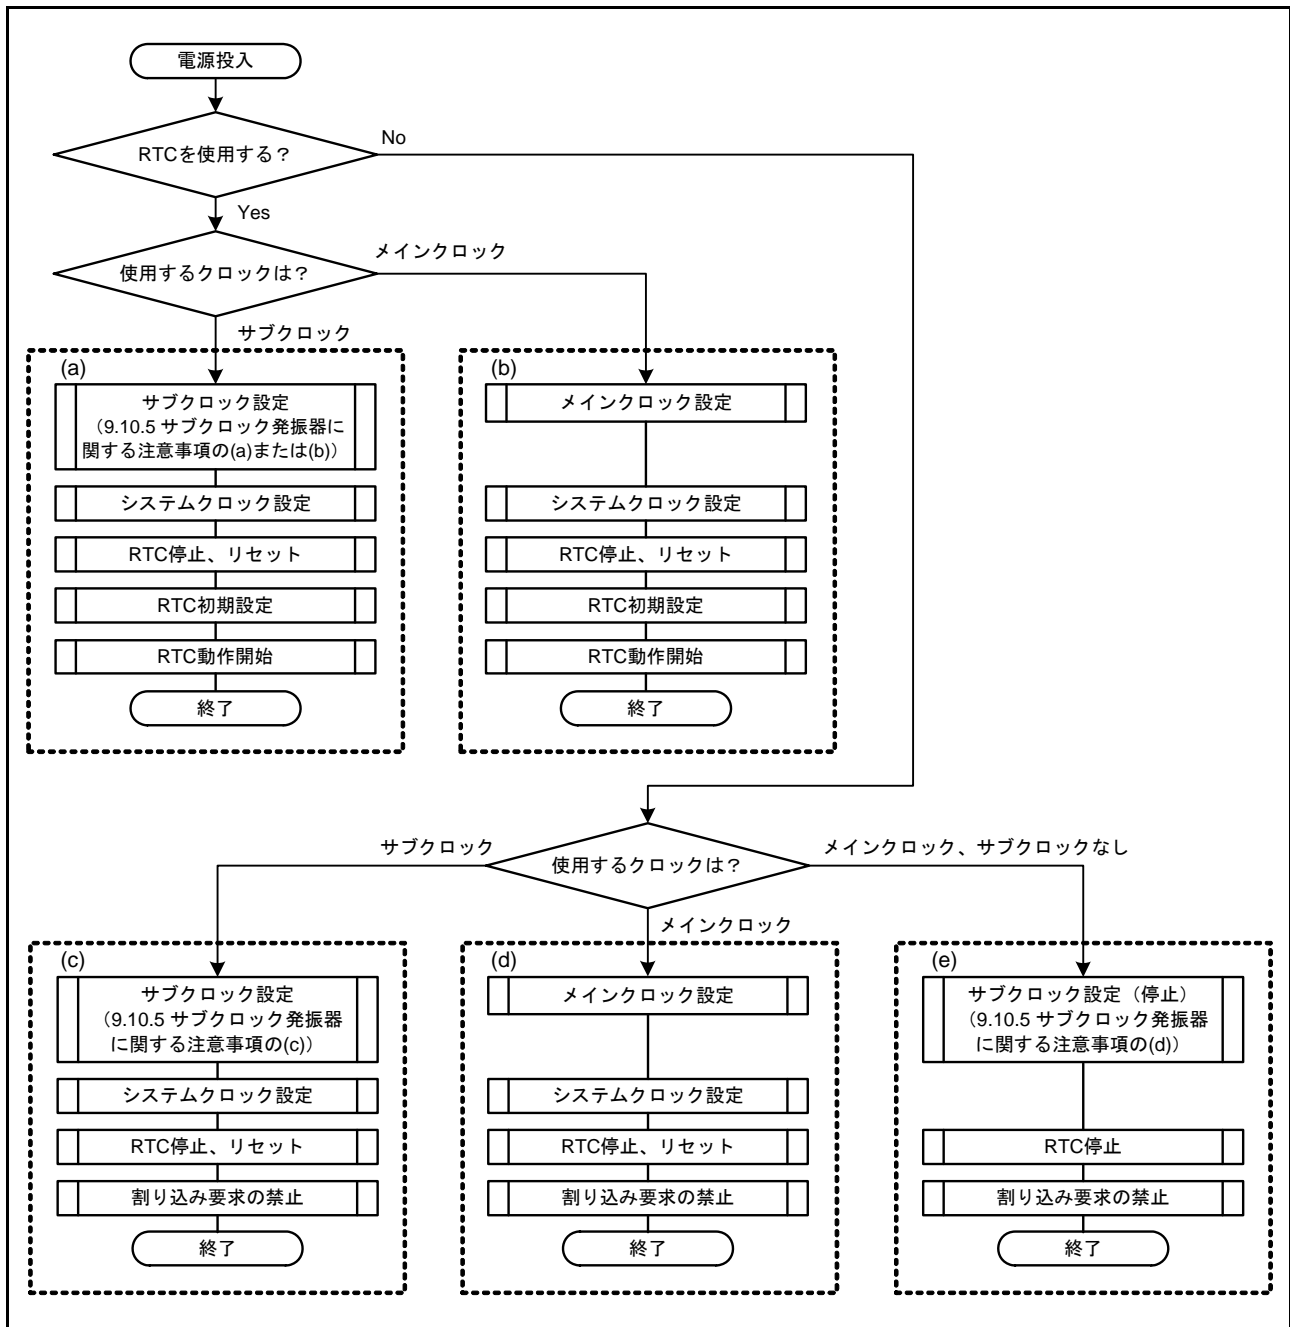 電源投入
RTCを使用する？
No
Yes
使用するクロックは？
メインクロック
サブクロック
(a)
サブクロック設定
（9.10.5 サブクロック発振器に
関する注意事項の(a)または(b)）
システムクロック設定
RTC停止、リセット
RTC初期設定
RTC動作開始
終了
(b)
メインクロック設定
システムクロック設定
RTC停止、リセット
RTC初期設定
RTC動作開始
終了
使用するクロックは？
サブクロック
メインクロック、サブクロックなし
メインクロック
(c)
サブクロック設定
（9.10.5 サブクロック発振器
に関する注意事項の(c)）
システムクロック設定
RTC停止、リセット
割り込み要求の禁止
終了
(d)
メインクロック設定
システムクロック設定
RTC停止、リセット
割り込み要求の禁止
終了
(e)
サブクロック設定（停止）
（9.10.5 サブクロック発振器
に関する注意事項の(d)）
RTC停止
割り込み要求の禁止
終了